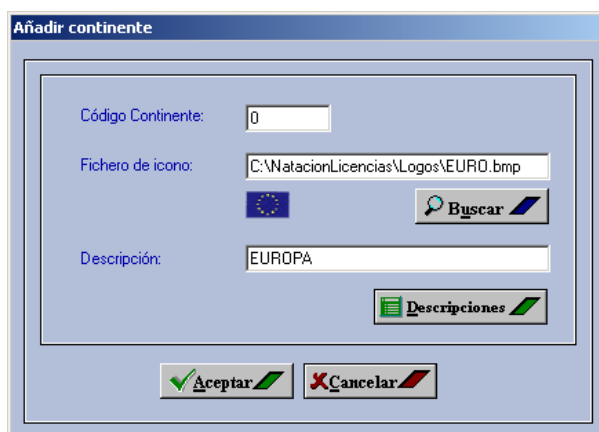 Añadir continente
Código Continente: 0
Fichero de icono: C:\NatacionLicencias\Logos\EURO.bmp
Buscar
Descripción: EUROPA
Descripciones
Aceptar Cancelar